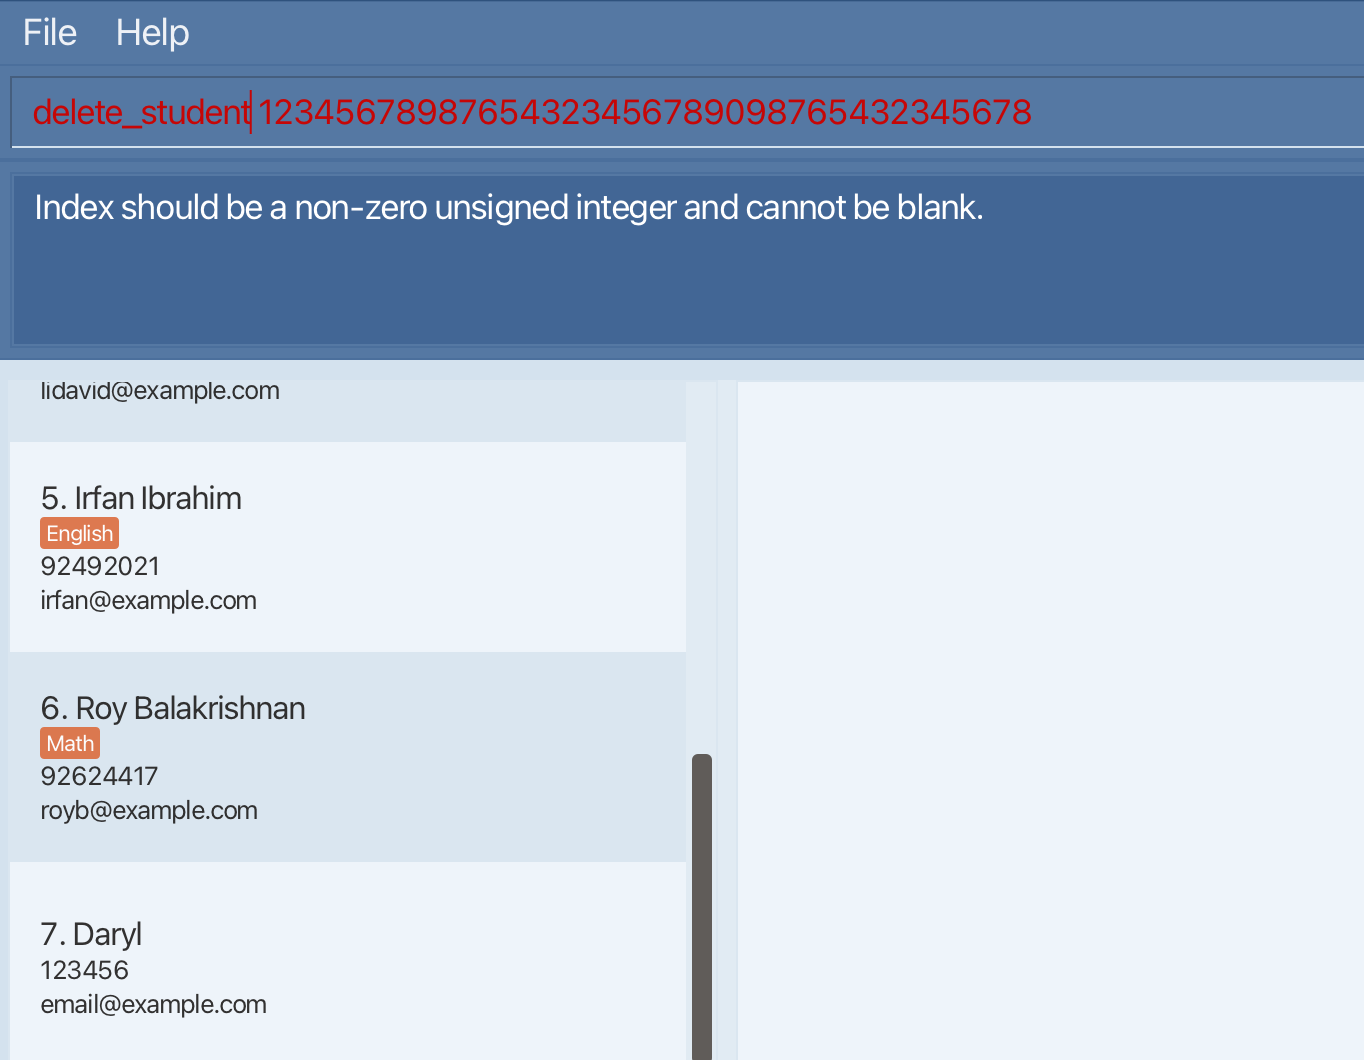 File Help
delete_student 12345678987654323456789098765432345678
Index should be a non-zero unsigned integer and cannot be blank.
lidavid@example.com
5. Irfan Ibrahim
English
92492021
irfan@example.com
6. Roy Balakrishnan
Math
92624417
royb@example.com
7. Daryl
123456
email@example.com